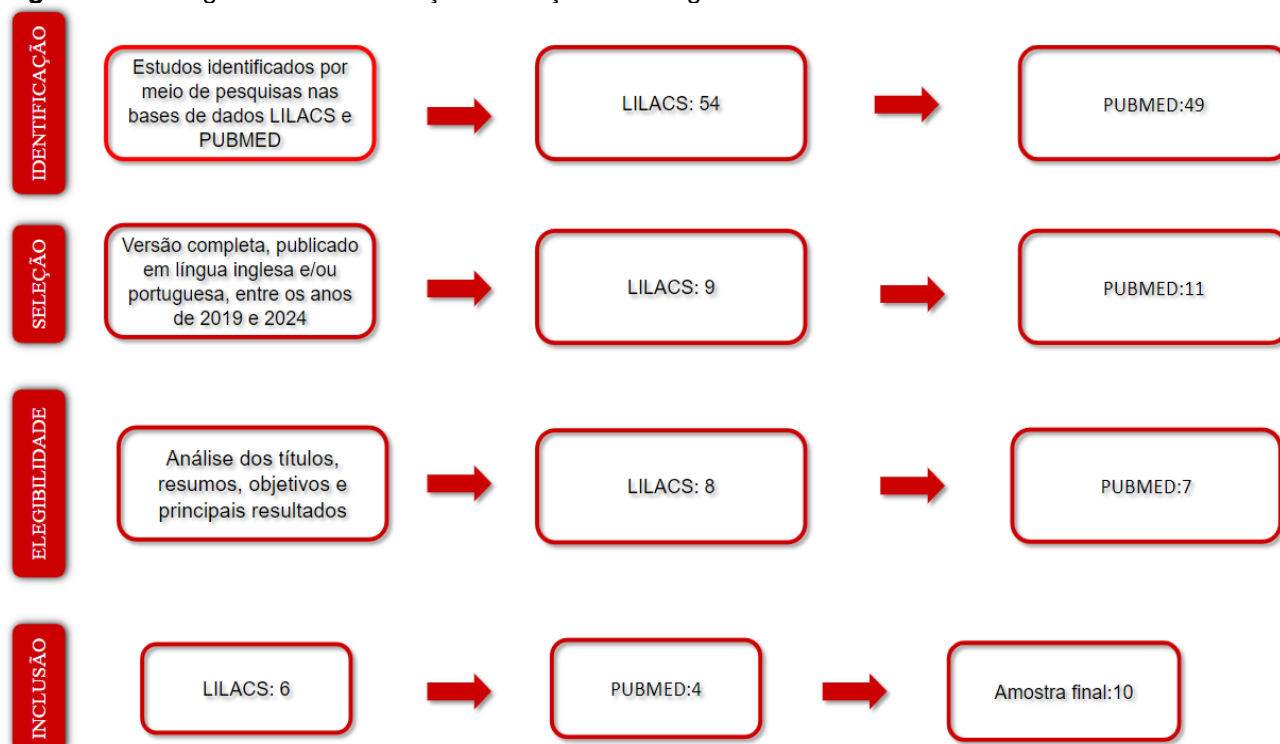 IDENTIFICAÇÃO
Estudos identificados por
meio de pesquisas nas
bases de dados LILACS e
PUBMED
LILACS: 54
PUBMED:49
SELEÇÃO
Versão completa, publicado
em língua inglesa e/ou
portuguesa, entre os anos
de 2019 e 2024
LILACS: 9
PUBMED:11
ELEGIBILIDADE
Análise dos títulos,
resumos, objetivos e
principais resultados
LILACS: 8
PUBMED:7
INCLUSÃO
LILACS: 6
PUBMED:4
Amostra final:10